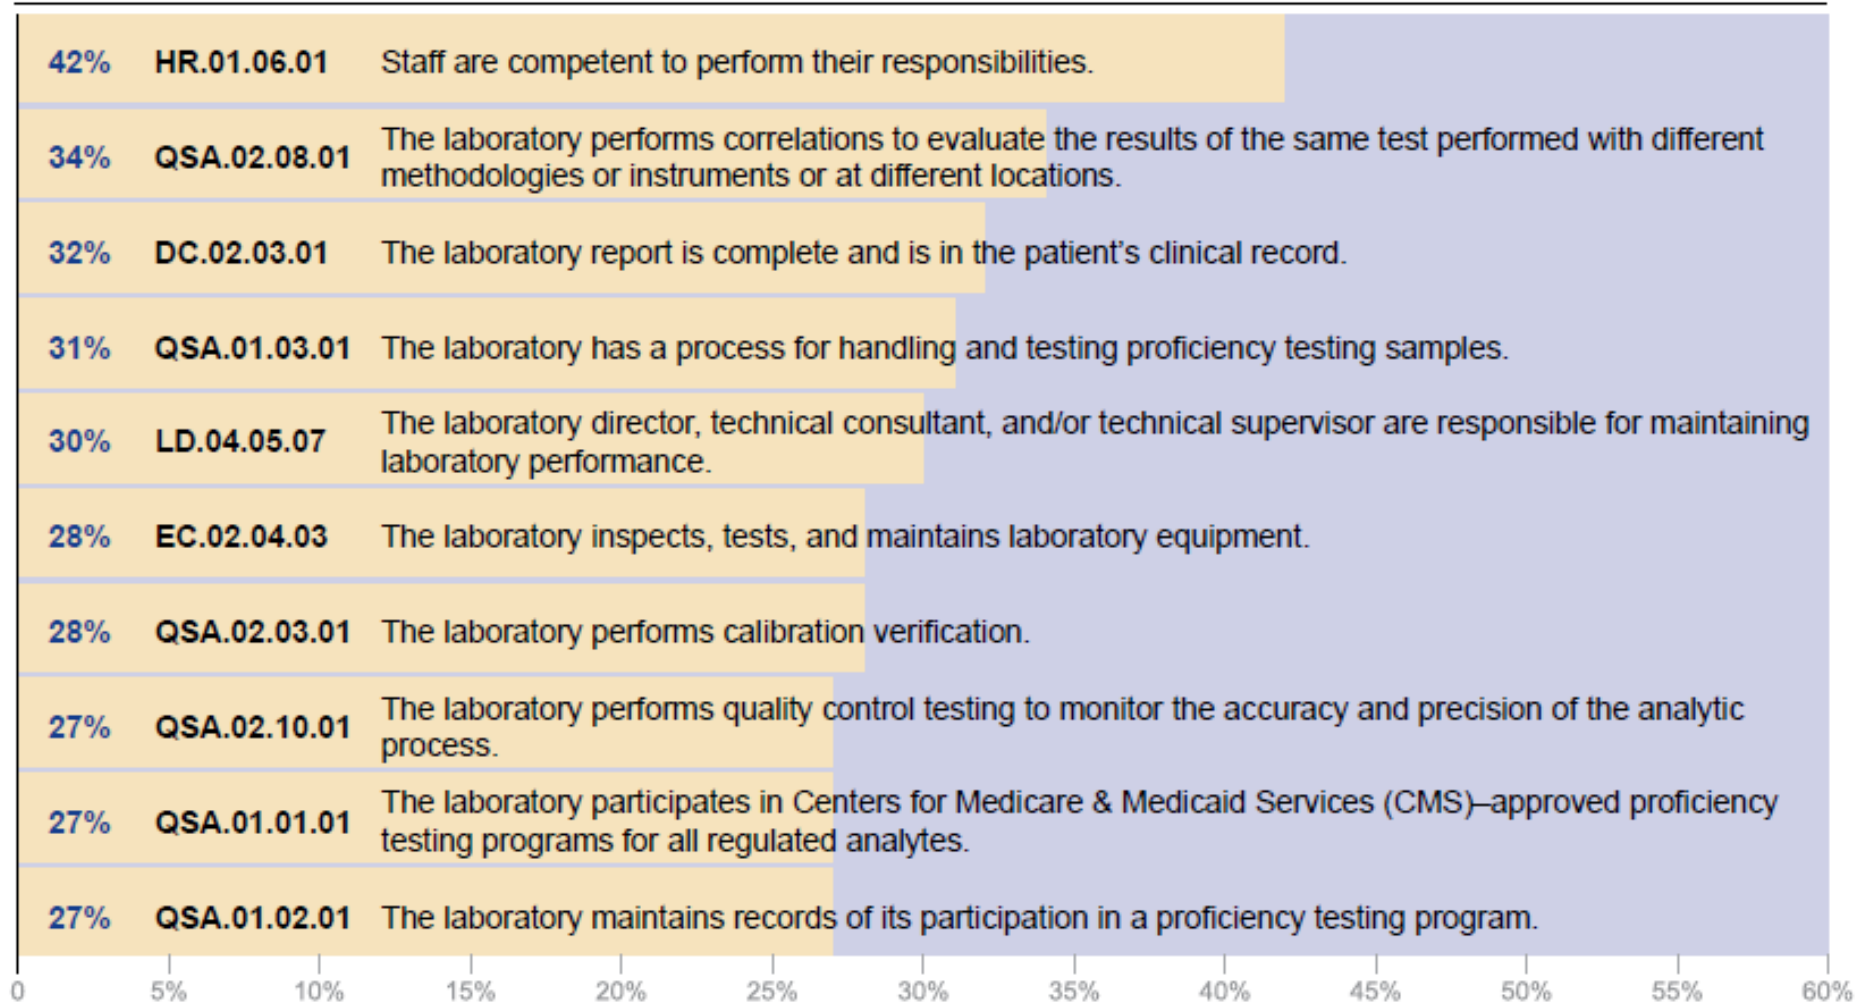 42% HR.01.06.01 Staff are competent to perform their responsibilities.
34% QSA.02.08.01 The laboratory performs correlations to evaluate the results of the same test performed with different
methodologies or instruments or at different locations.
32% DC.02.03.01 The laboratory report is complete and is in the patient’s clinical record.
31% QSA.01.03.01 The laboratory has a process for handling and testing proficiency testing samples.
30% LD.04.05.07 The laboratory director, technical consultant, and/or technical supervisor are responsible for maintaining
laboratory performance.
28% EC.02.04.03 The laboratory inspects, tests, and maintains laboratory equipment.
28% QSA.02.03.01 The laboratory performs calibration verification.
27% QSA.02.10.01 The laboratory performs quality control testing to monitor the accuracy and precision of the analytic
process.
27% QSA.01.01.01 The laboratory participates in Centers for Medicare & Medicaid Services (CMS)–approved proficiency
testing programs for all regulated analytes.
27% QSA.01.02.01 The laboratory maintains records of its participation in a proficiency testing program.
0 5% 10% 15% 20% 25% 30% 35% 40% 45% 50% 55% 60%